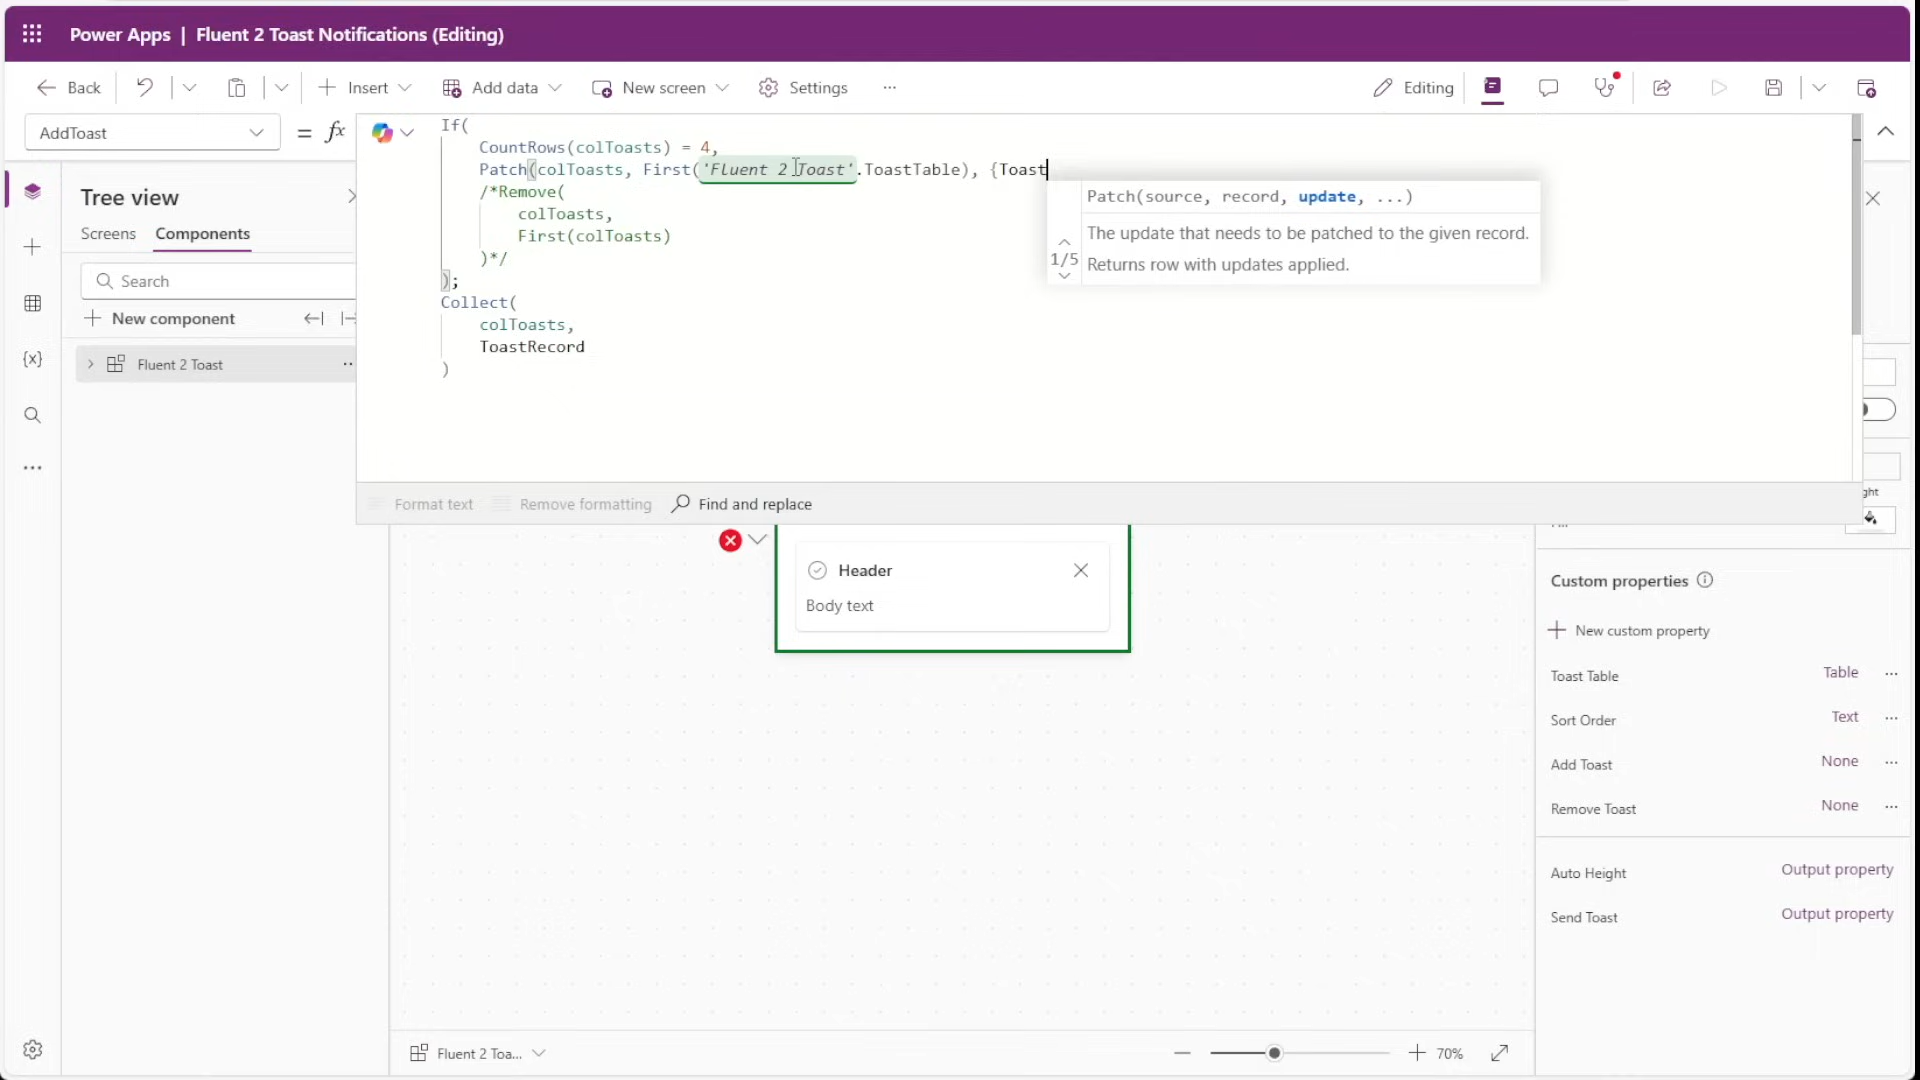 Power Apps | Fluent 2 Toast Notifications (Editing)
Back Insert Add data New screen Settings ... Editing
AddToast = fx
If(
CountRows(colToasts) = 4,
Patch(colToasts, First('Fluent 2 Toast'.ToastTable), {Toast
/*Remove(
colToasts,
First(colToasts)
)*/
);
Collect(
colToasts,
ToastRecord
)
Patch(source, record, update, ...)
The update that needs to be patched to the given record.
1/5
Returns row with updates applied.
Tree view
Screens Components
Search
New component
Fluent 2 Toast ..
Format text Remove formatting Find and replace
ght
Header
Body text
Custom properties
New custom property
Toast Table Table ...
Sort Order Text ...
Add Toast None ...
Remove Toast None ...
Auto Height Output property
Send Toast Output property
Fluent 2 Toa... 70%